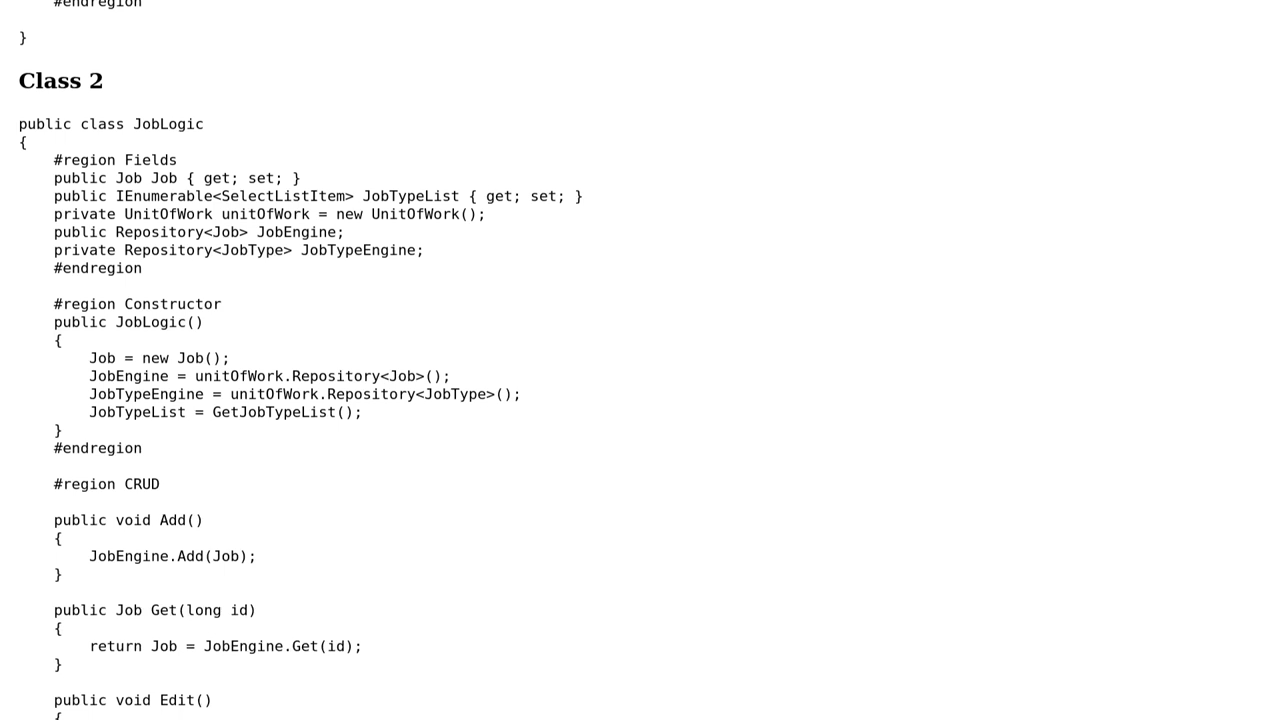 #endregion
}
Class 2
public class JobLogic
{
    #region Fields
    public Job Job { get; set; }
    public IEnumerable<SelectListItem> JobTypeList { get; set; }
    private UnitOfWork unitOfWork = new UnitOfWork();
    public Repository<Job> JobEngine;
    private Repository<JobType> JobTypeEngine;
    #endregion
    #region Constructor
    public JobLogic()
    {
        Job = new Job();
        JobEngine = unitOfWork.Repository<Job>();
        JobTypeEngine = unitOfWork.Repository<JobType>();
        JobTypeList = GetJobTypeList();
    }
    #endregion
    #region CRUD
    public void Add()
    {
        JobEngine.Add(Job);
    }
    public Job Get(long id)
    {
        return Job = JobEngine.Get(id);
    }
    public void Edit()
    {